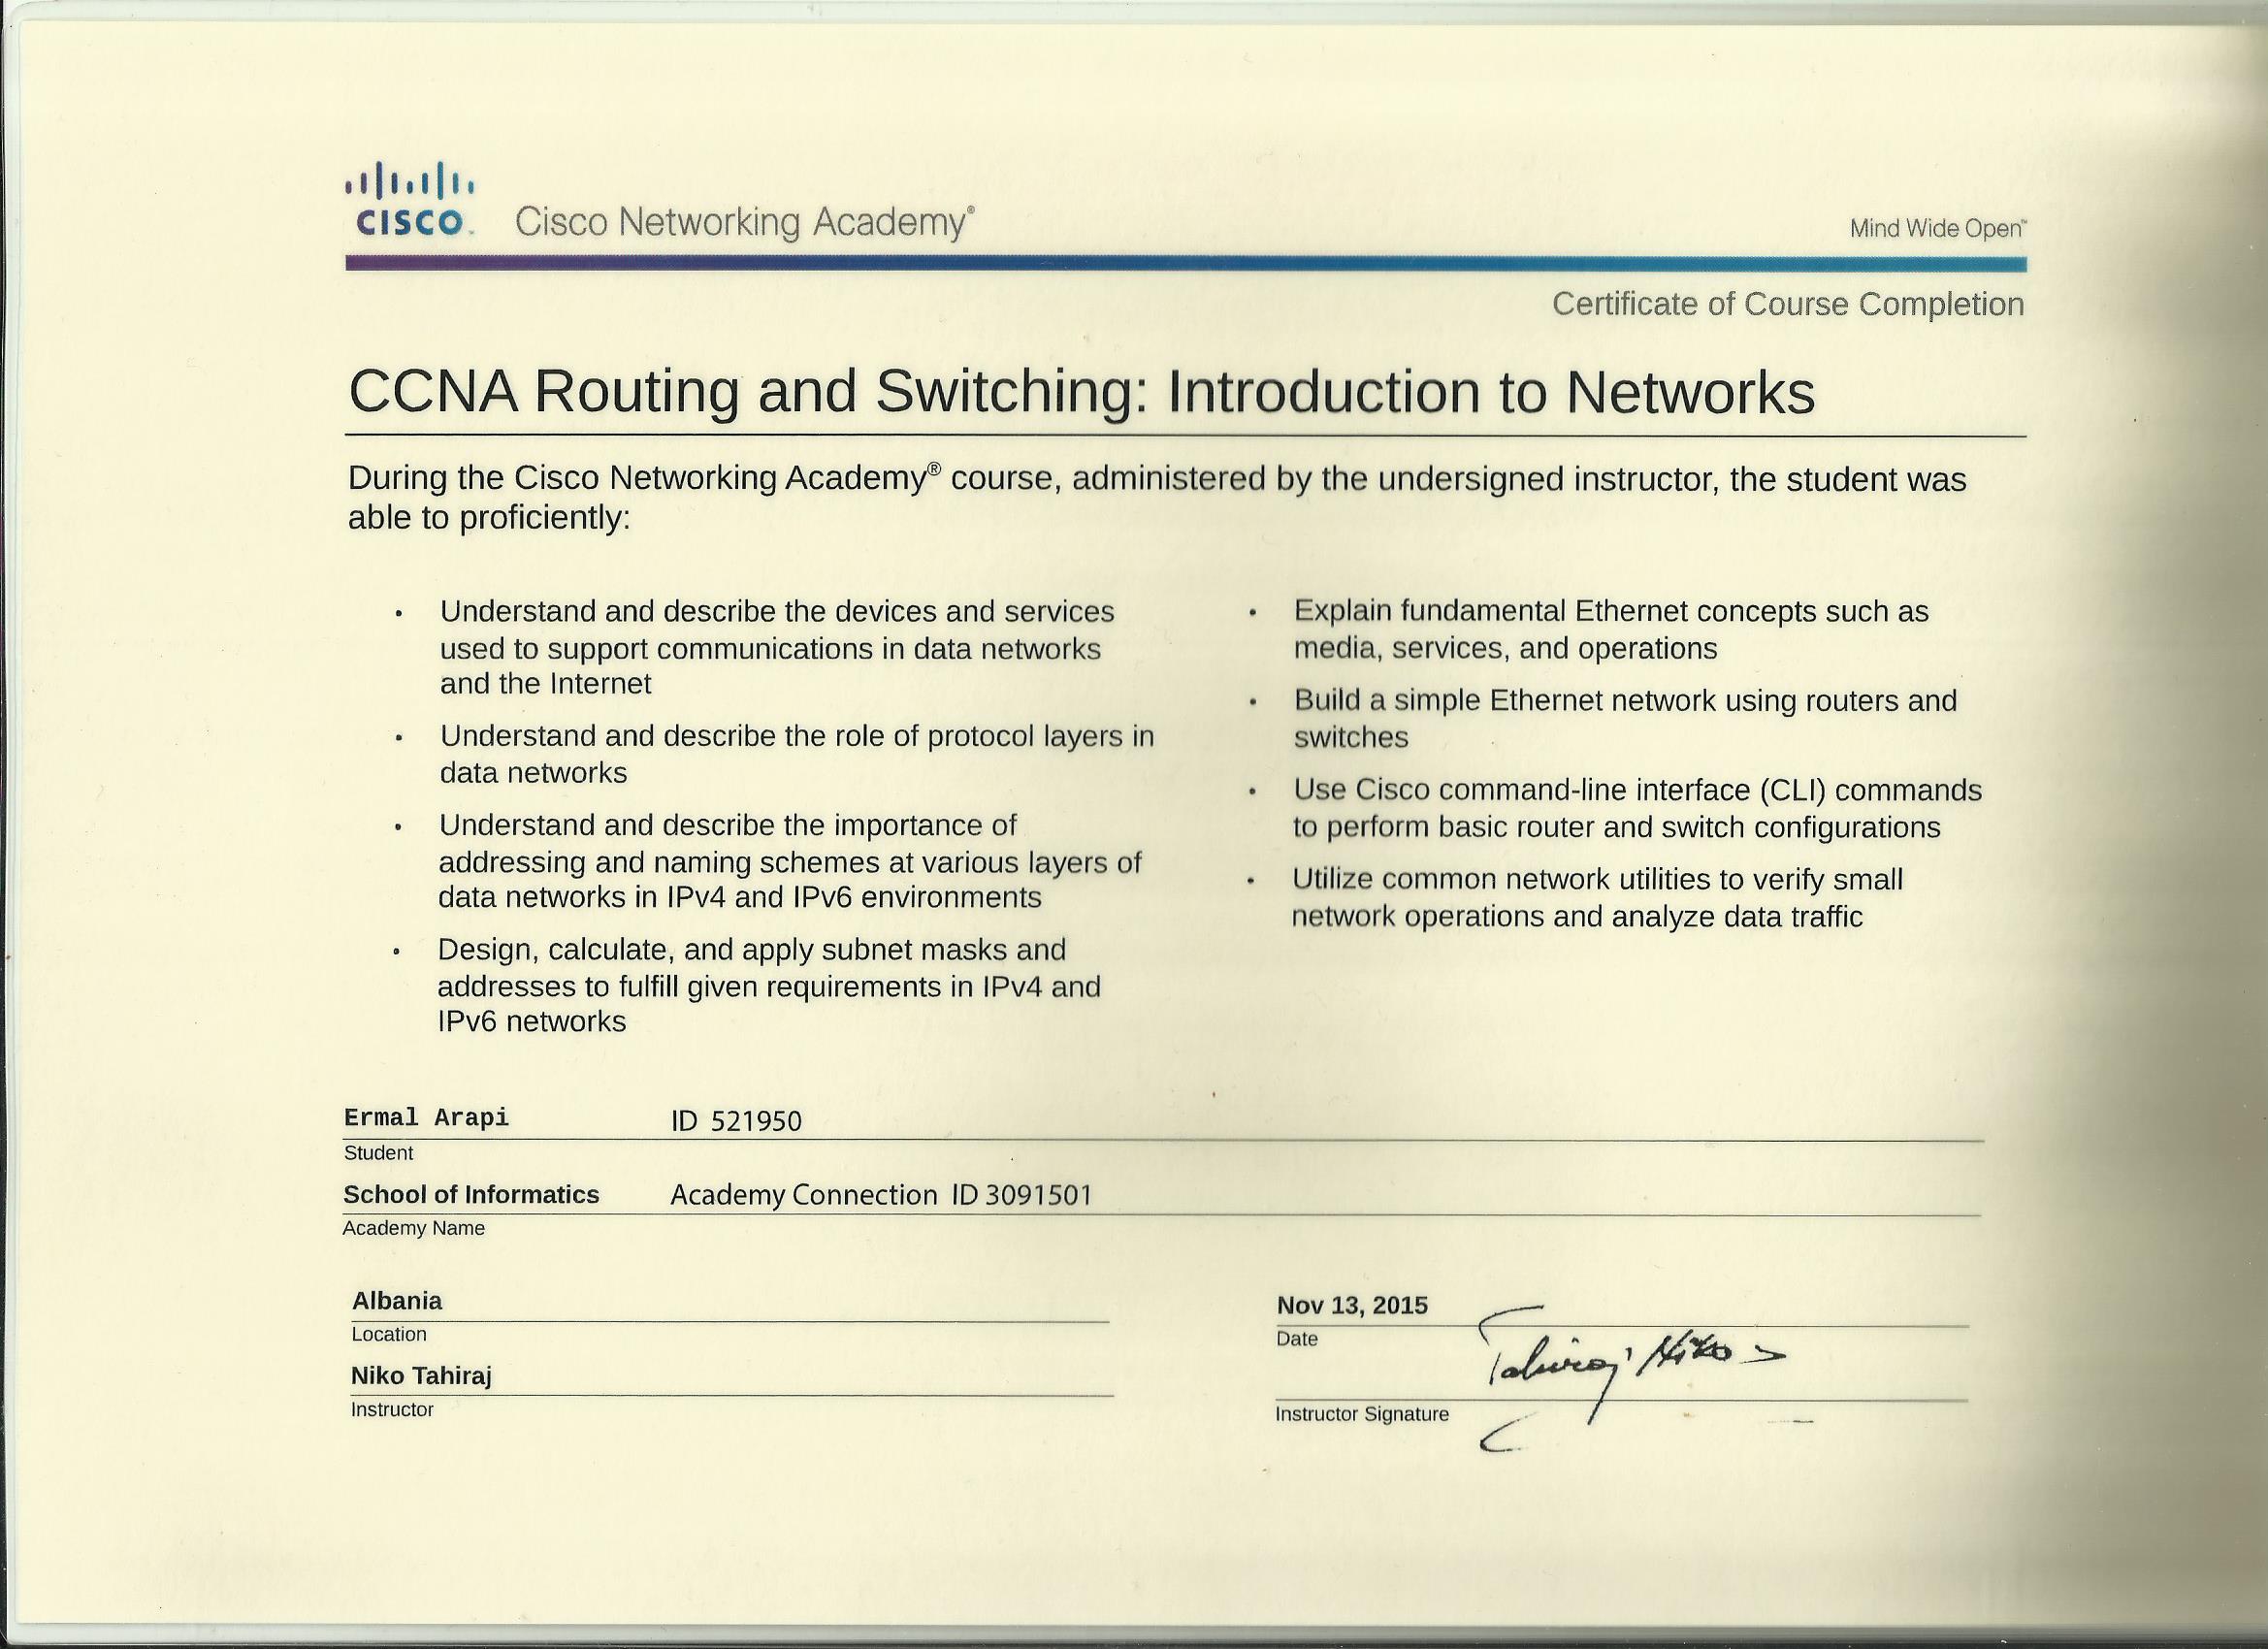 CISCO. Cisco Networking Academy® Mind Wide Open™
Certificate of Course Completion
CCNA Routing and Switching: Introduction to Networks
During the Cisco Networking Academy® course, administered by the undersigned instructor, the student was
able to proficiently:
• Understand and describe the devices and services
used to support communications in data networks
and the Internet
• Understand and describe the role of protocol layers in
data networks
• Understand and describe the importance of
addressing and naming schemes at various layers of
data networks in IPv4 and IPv6 environments
• Design, calculate, and apply subnet masks and
addresses to fulfill given requirements in IPv4 and
IPv6 networks
• Explain fundamental Ethernet concepts such as
media, services, and operations
• Build a simple Ethernet network using routers and
switches
• Use Cisco command-line interface (CLI) commands
to perform basic router and switch configurations
• Utilize common network utilities to verify small
network operations and analyze data traffic
Ermal Arapi ID 521950
Student
School of Informatics Academy Connection ID 3091501
Academy Name
Albania
Location
Niko Tahiraj
Instructor
Nov 13, 2015
Date
Tahiraj Niko
Instructor Signature